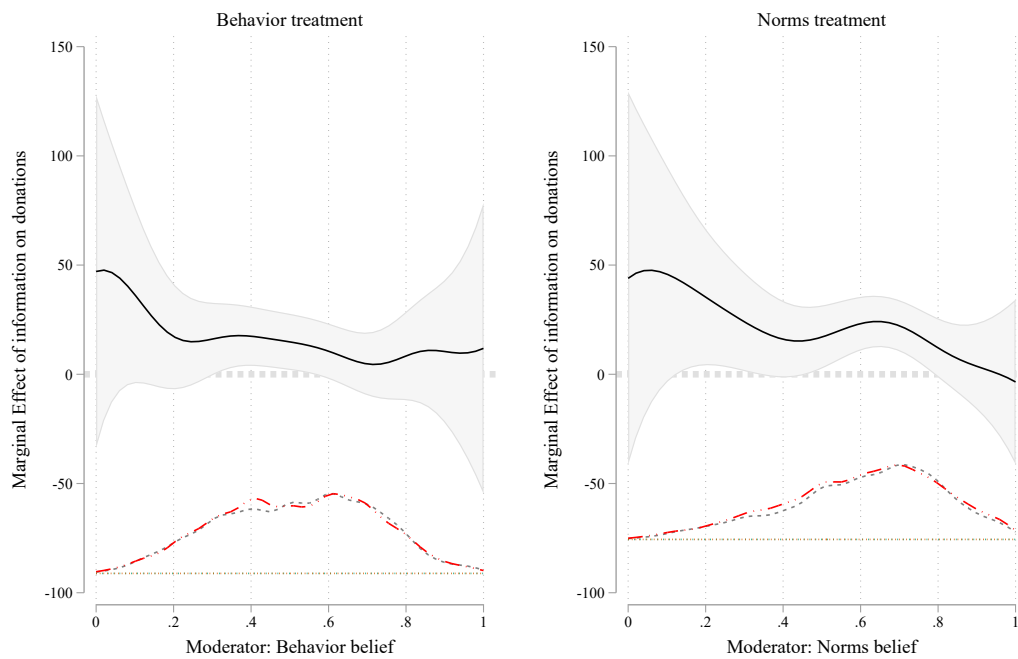 Behavior treatment
Marginal Effect of information on donations
150
100
50
0
-50
-100
0 .2 .4 .6 .8 1
Moderator: Behavior belief
Norms treatment
Marginal Effect of information on donations
150
100
50
0
-50
-100
0 .2 .4 .6 .8 1
Moderator: Norms belief